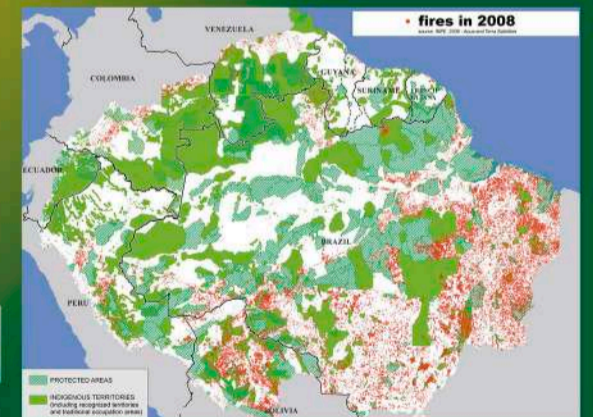 fires in 2008
VENEZUELA
GUYANA
COLOMBIA
SURINAME
ECUADOR
BRAZIL
PERU
BOLIVIA
PROTECTED AREAS
INDIGENOUS TERRITORIES
(including recognized territories
and traditional occupation areas)